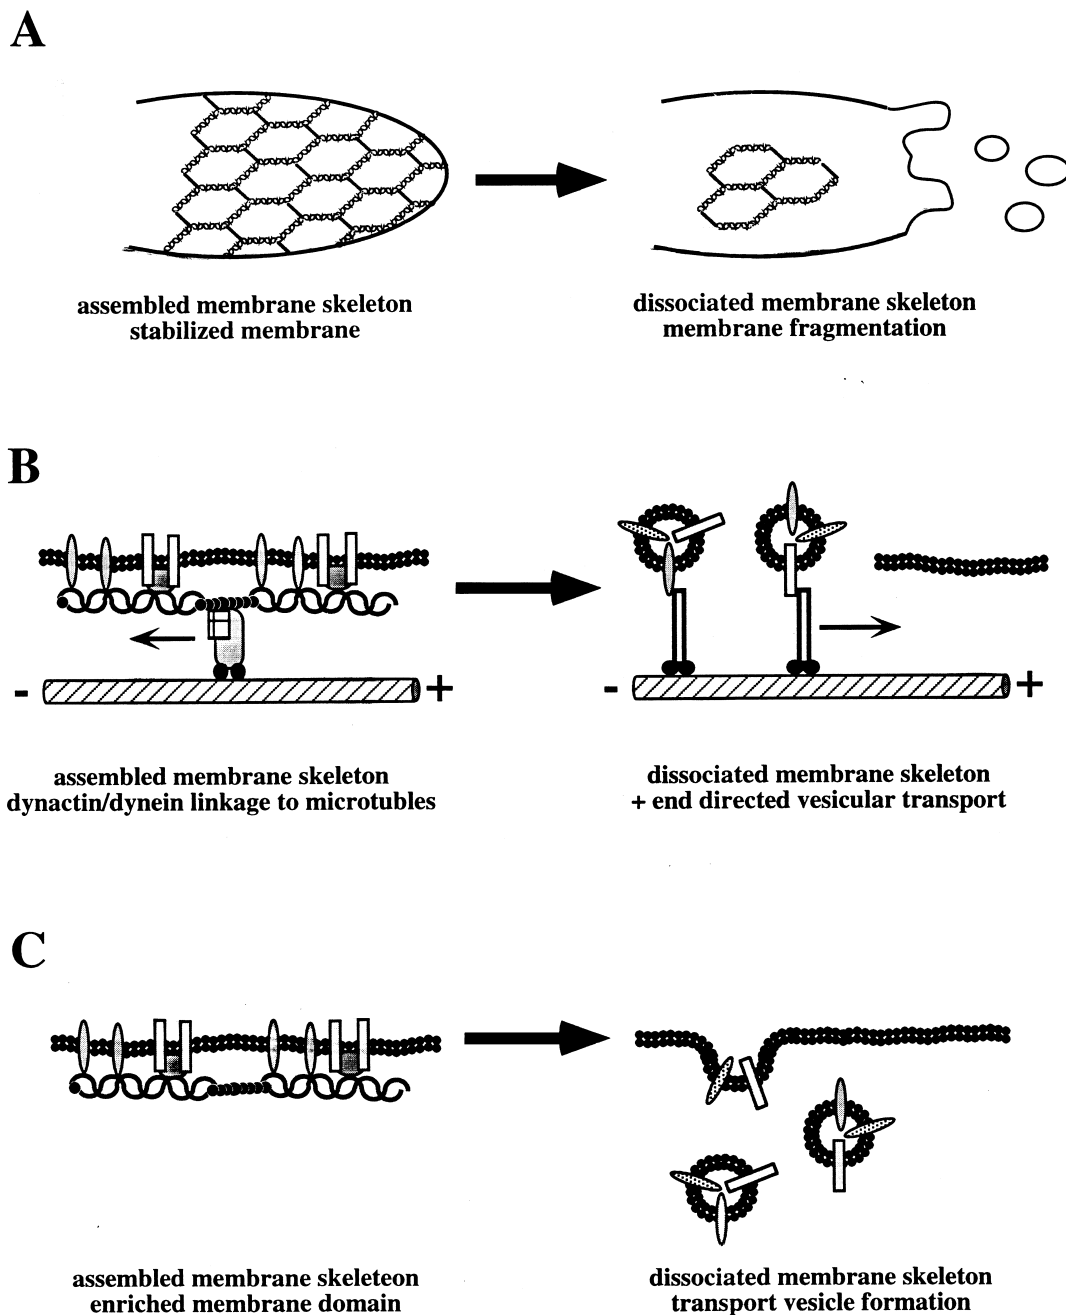 A
assembled membrane skeleton
stabilized membrane
dissociated membrane skeleton
membrane fragmentation
B
- +
- +
assembled membrane skeleton
dynactin/dynein linkage to microtubles
dissociated membrane skeleton
+ end directed vesicular transport
C
assembled membrane skeleteon
enriched membrane domain
dissociated membrane skeleton
transport vesicle formation